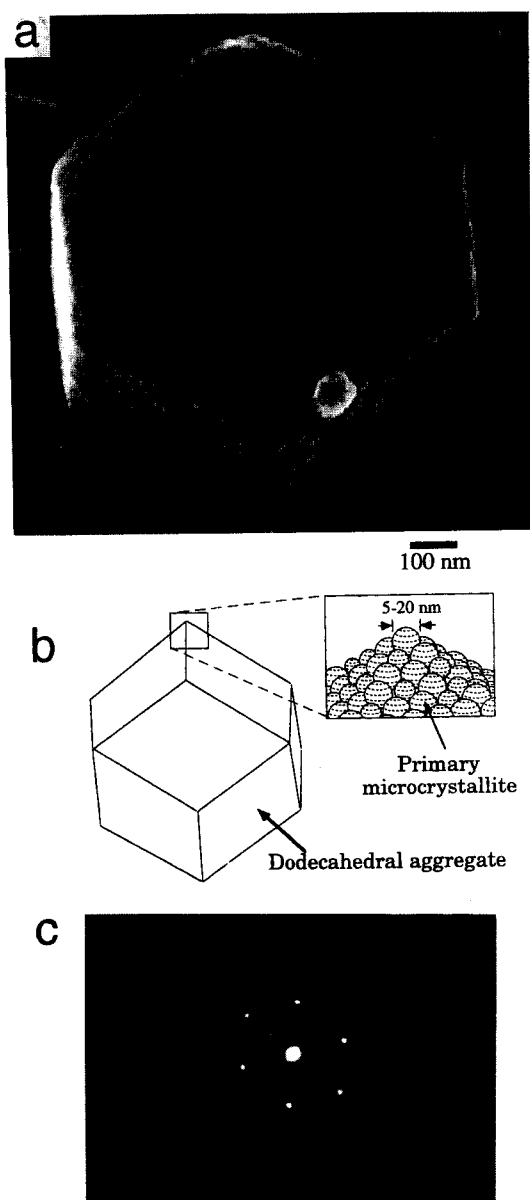 a
100 nm
b
5-20 nm
Primary
microcrystallite
Dodecahedral aggregate
c